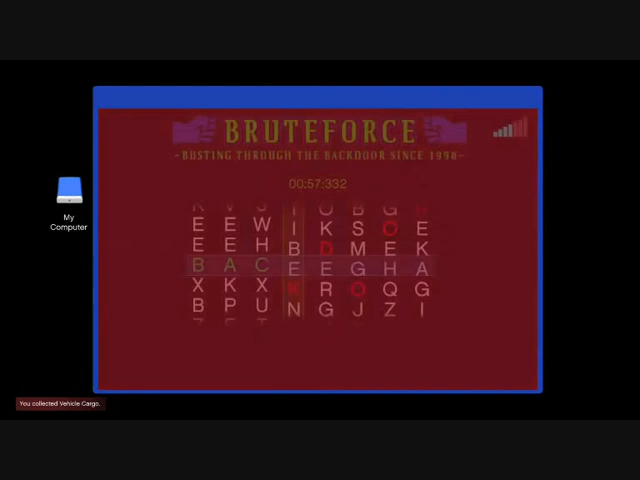 BRUTEFORCE
-BUSTING THROUGH THE BACKDOOR SINCE 1998-
00:57:332
E E W I K S O E
E E H B D M E K
B A C E E G H A
X K X K R O Q G
B P U N G J Z I
My
Computer
You collected Vehicle Cargo.